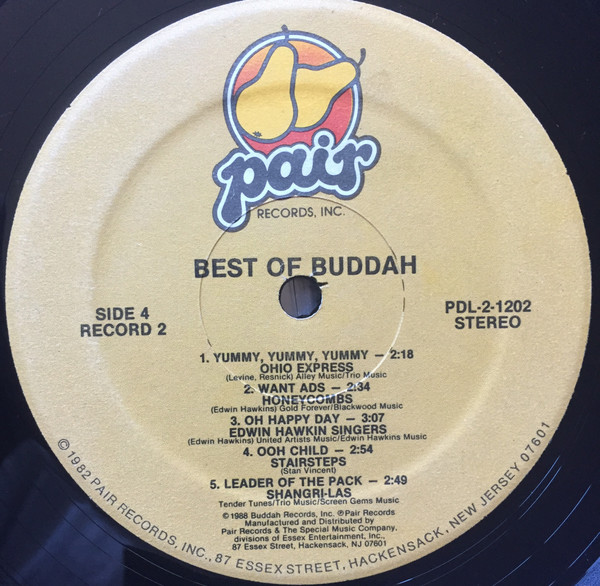 pair
RECORDS, INC.
BEST OF BUDDAH
SIDE 4
RECORD 2
PDL-2-1202
STEREO
1. YUMMY, YUMMY, YUMMY — 2:18
OHIO EXPRESS
(Levine, Resnick) Alley Music/Trio Music
2. WANT ADS — 2:34
HONEYCOMBS
(Edwin Hawkins) Gold Forever/Blackwood Music
3. OH HAPPY DAY — 3:07
EDWIN HAWKIN SINGERS
(Edwin Hawkins) United Artists Music/Edwin Hawkins Music
4. OOH CHILD — 2:54
STAIRSTEPS
(Stan Vincent)
5. LEADER OF THE PACK — 2:49
SHANGRI-LAS
Tender Tunes/Trio Music/Screen Gems Music
©1988 Buddah Records, Inc. ℗Pair Records
Manufactured and Distributed by
Pair Records & The Special Music Company,
divisions of Essex Entertainment, Inc.,
87 Essex Street, Hackensack, NJ 07601
©1982 PAIR RECORDS, INC., 87 ESSEX STREET, HACKENSACK, NEW JERSEY 07601